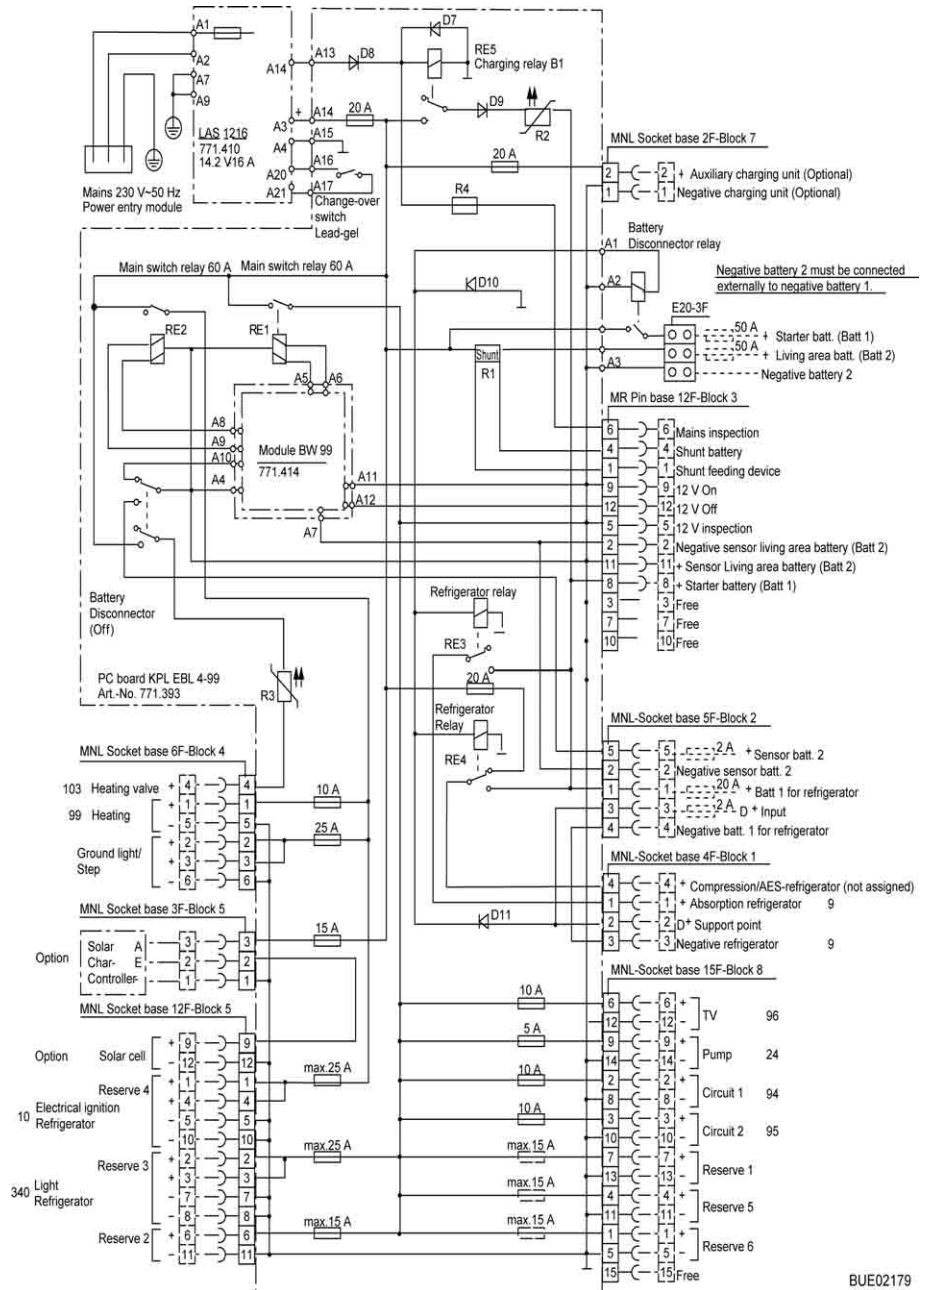 A1
A2
A7
A9
A14
A13
D8
D7
RE5
Charging relay B1
D9
R2
A3
+
A14
20 A
LAS 1216
771.410
14.2 V16 A
A4
A15
A20
A16
A21
A17
Change-over
switch
Lead-gel
Mains 230 V~50 Hz
Power entry module
20 A
R4
MNL Socket base 2F-Block 7
2 2 + Auxiliary charging unit (Optional)
1 1 Negative charging unit (Optional)
Battery
Disconnector relay
A1
A2
Negative battery 2 must be connected
externally to negative battery 1.
Main switch relay 60 A
Main switch relay 60 A
D10
E20-3F
50 A + Starter batt. (Batt 1)
50 A + Living area batt. (Batt 2)
A3
Negative battery 2
RE2
RE1
Shunt
R1
A5
A6
A8
A9
A10
A4
Module BW 99
771.414
A11
A12
A7
MR Pin base 12F-Block 3
6 6 Mains inspection
4 4 Shunt battery
1 1 Shunt feeding device
9 9 12 V On
12 12 12 V Off
5 5 12 V inspection
2 2 Negative sensor living area battery (Batt 2)
11 11 + Sensor Living area battery (Batt 2)
8 8 + Starter battery (Batt 1)
3 3 Free
7 7 Free
10 10 Free
Battery
Disconnector
(Off)
Refrigerator relay
RE3
20 A
Refrigerator
Relay
RE4
R3
PC board KPL EBL 4-99
Art.-No. 771.393
MNL-Socket base 5F-Block 2
5 5 2 A + Sensor batt. 2
2 2 Negative sensor batt. 2
1 1 20 A + Batt 1 for refrigerator
3 3 2 A D + Input
4 4 Negative batt. 1 for refrigerator
MNL Socket base 6F-Block 4
103 Heating valve + 4 4
99 Heating + 1 1 10 A
– 5 5
Ground light/
Step
+ 2 2 25 A
+ 3 3
– 6 6
MNL-Socket base 4F-Block 1
4 4 + Compression/AES-refrigerator (not assigned)
1 1 + Absorption refrigerator 9
2 2 D+ Support point
3 3 Negative refrigerator 9
D11
MNL Socket base 3F-Block 5
Option
Solar A 3 3 15 A
Char- E 2 2
Controller- 1 1
MNL Socket base 12F-Block 5
Option Solar cell + 9 9
– 12 12
Reserve 4 + 1 1 max.25 A
+ 4 4
10 Electrical ignition
Refrigerator
– 5 5
– 10 10
Reserve 3 + 2 2 max.25 A
+ 3 3
340 Light
Refrigerator
– 7 7
– 8 8
Reserve 2 + 6 6 max.15 A
– 11 11
MNL-Socket base 15F-Block 8
10 A 6 6 + TV 96
12 12 –
5 A 9 9 + Pump 24
14 14 –
10 A 2 2 + Circuit 1 94
8 8 –
10 A 3 3 + Circuit 2 95
10 10 –
max.15 A 7 7 + Reserve 1
13 13 –
max.15 A 4 4 + Reserve 5
11 11 –
max.15 A 1 1 + Reserve 6
5 5 –
15 15 Free
BUE02179